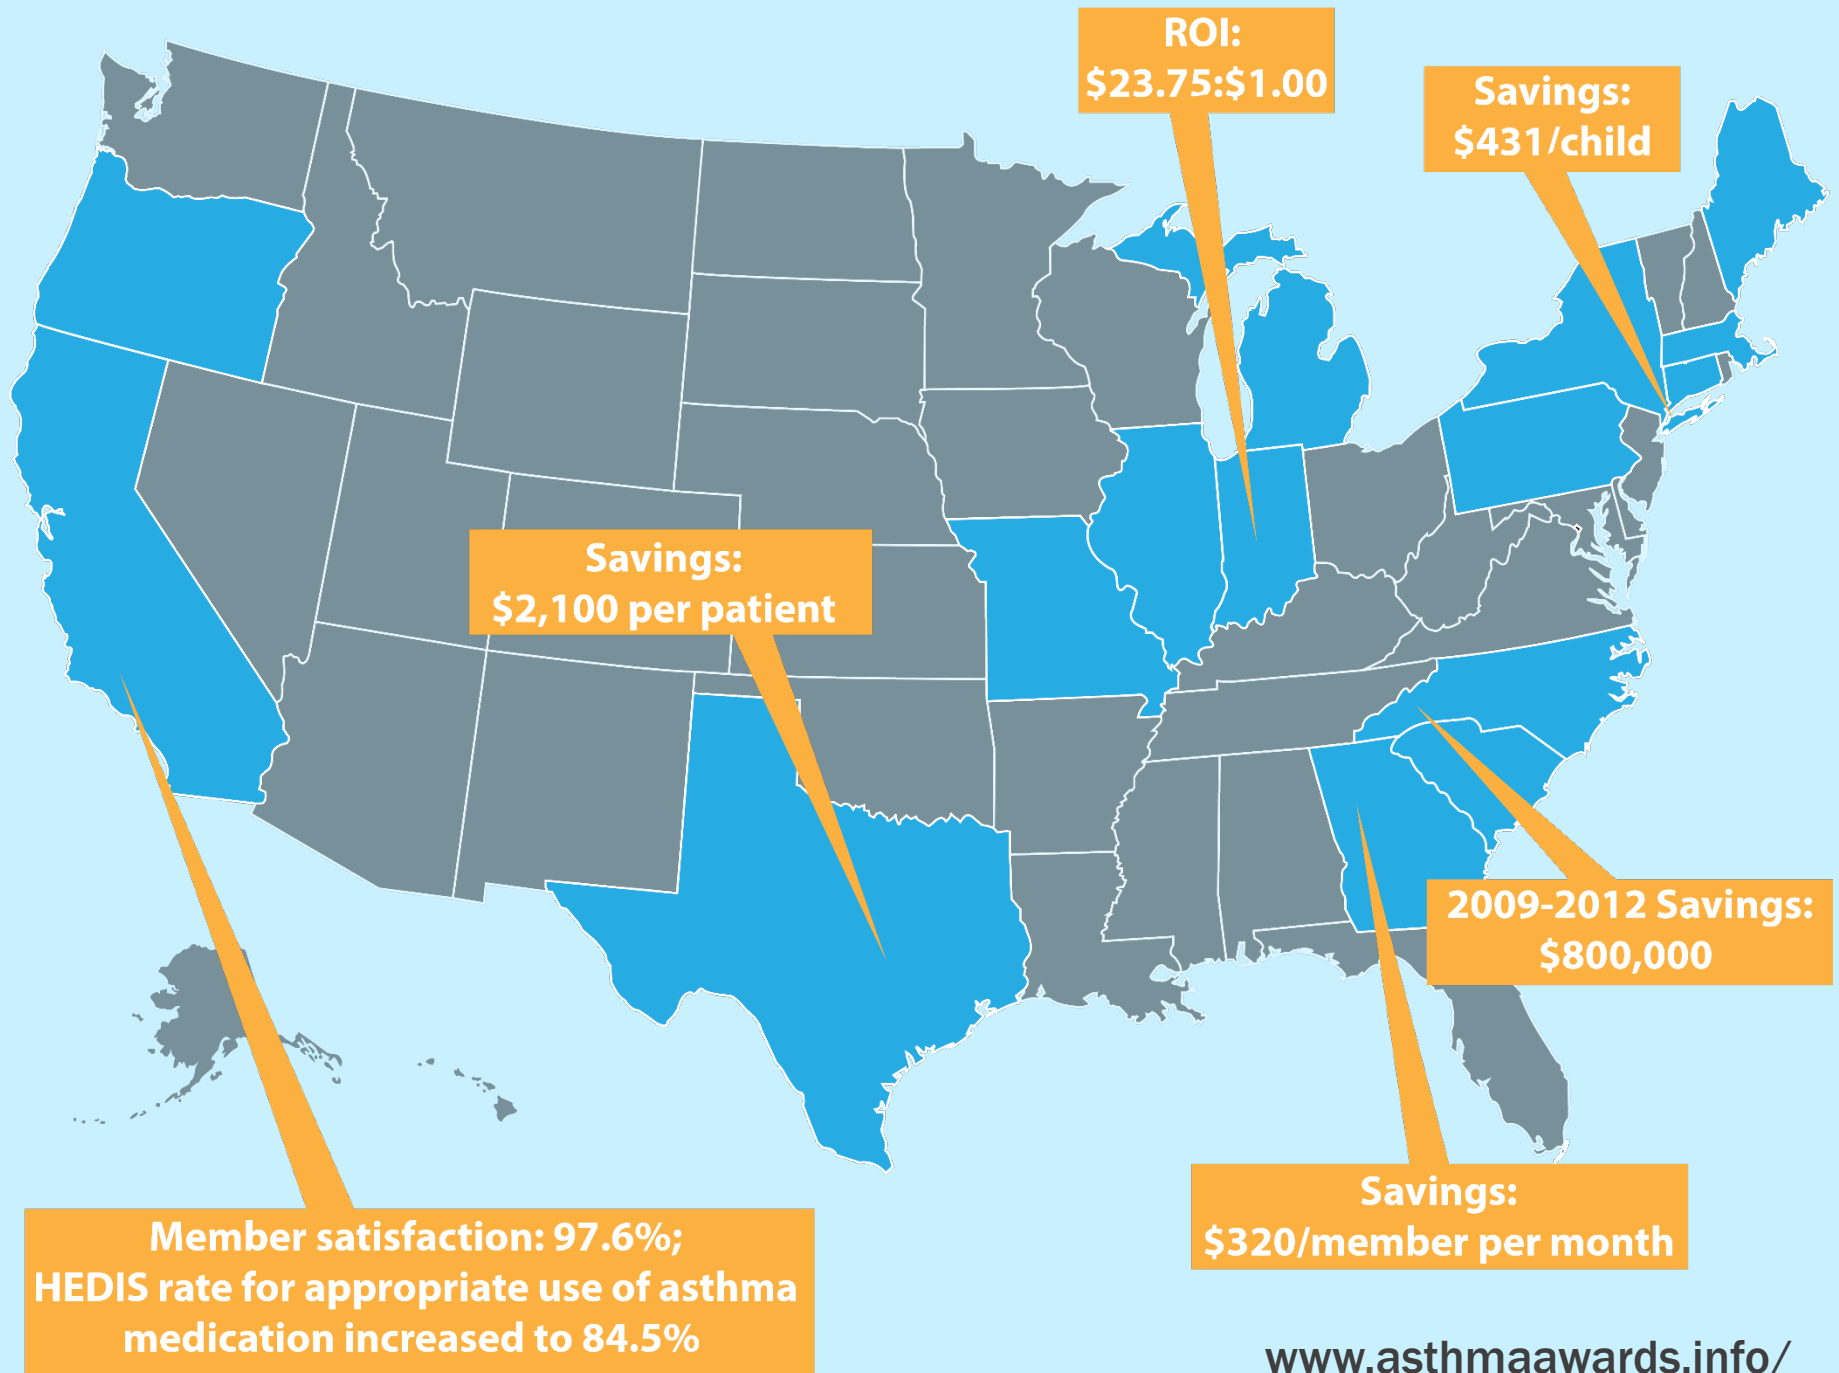 ROI:
$23.75:$1.00
Savings:
$431/child
Savings:
$2,100 per patient
2009-2012 Savings:
$800,000
Savings:
$320/member per month
Member satisfaction: 97.6%;
HEDIS rate for appropriate use of asthma
medication increased to 84.5%
www.asthmaawards.info/